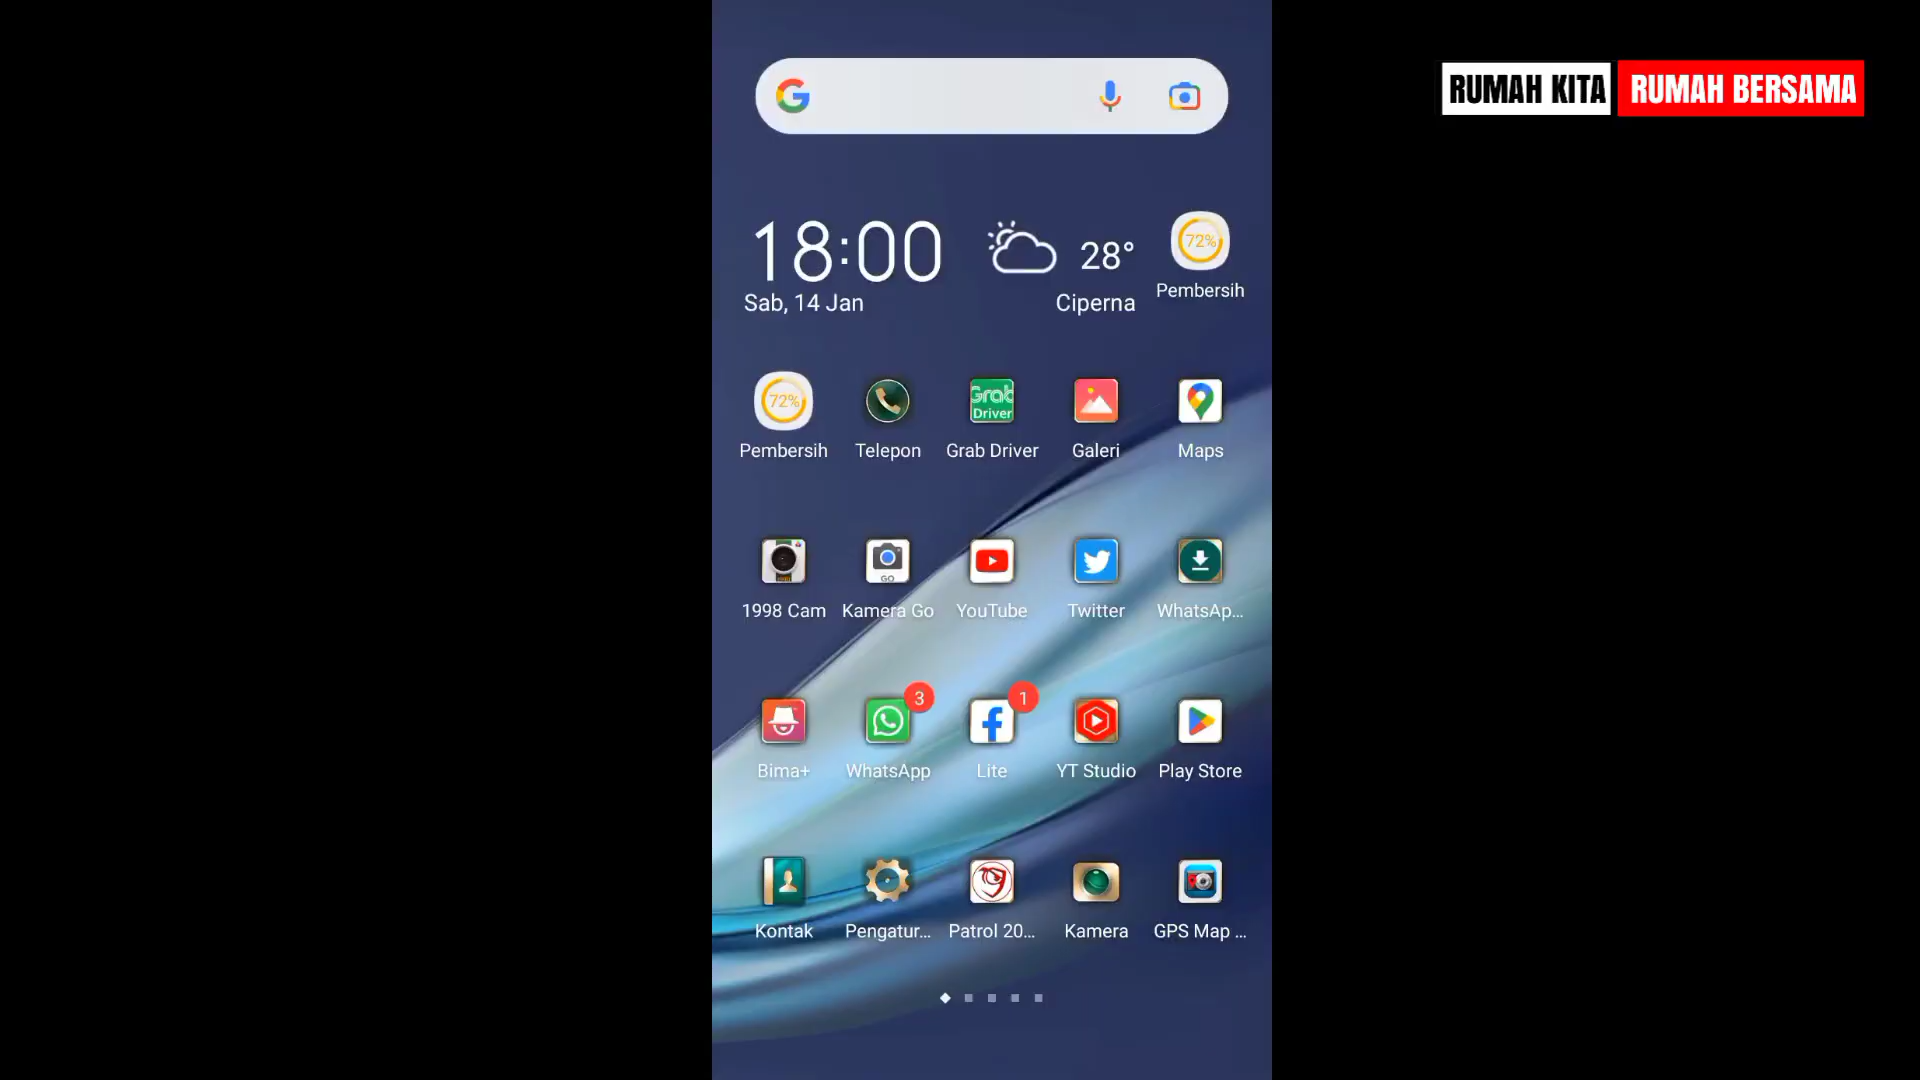 RUMAH KITA RUMAH BERSAMA
18:00
28°
72%
Sab, 14 Jan
Ciperna
Pembersih
72%
Grab
Driver
Pembersih
Telepon
Grab Driver
Galeri
Maps
GO
1998 Cam
Kamera Go
YouTube
Twitter
WhatsAp...
3
1
Bima+
WhatsApp
Lite
YT Studio
Play Store
Kontak
Pengatur...
Patrol 20...
Kamera
GPS Map ...